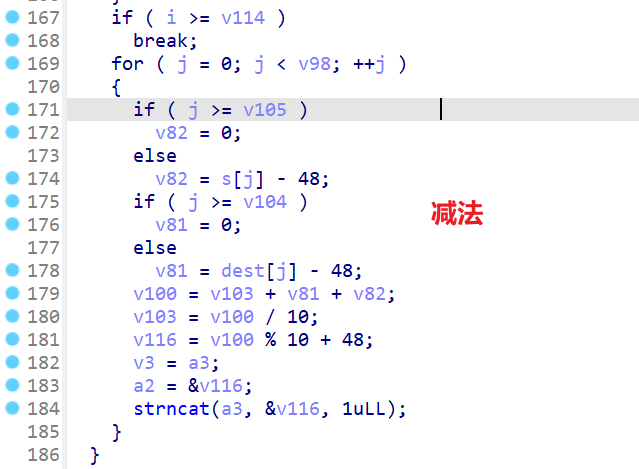 167 if ( i >= v114 )
168 break;
169 for ( j = 0; j < v98; ++j )
170 {
171 if ( j >= v105 )
172 v82 = 0;
173 else
174 v82 = s[j] - 48;
175 if ( j >= v104 )
176 v81 = 0;
177 else
178 v81 = dest[j] - 48;
减法
179 v100 = v103 + v81 + v82;
180 v103 = v100 / 10;
181 v116 = v100 % 10 + 48;
182 v3 = a3;
183 a2 = &v116;
184 strncat(a3, &v116, 1uLL);
185 }
186 }